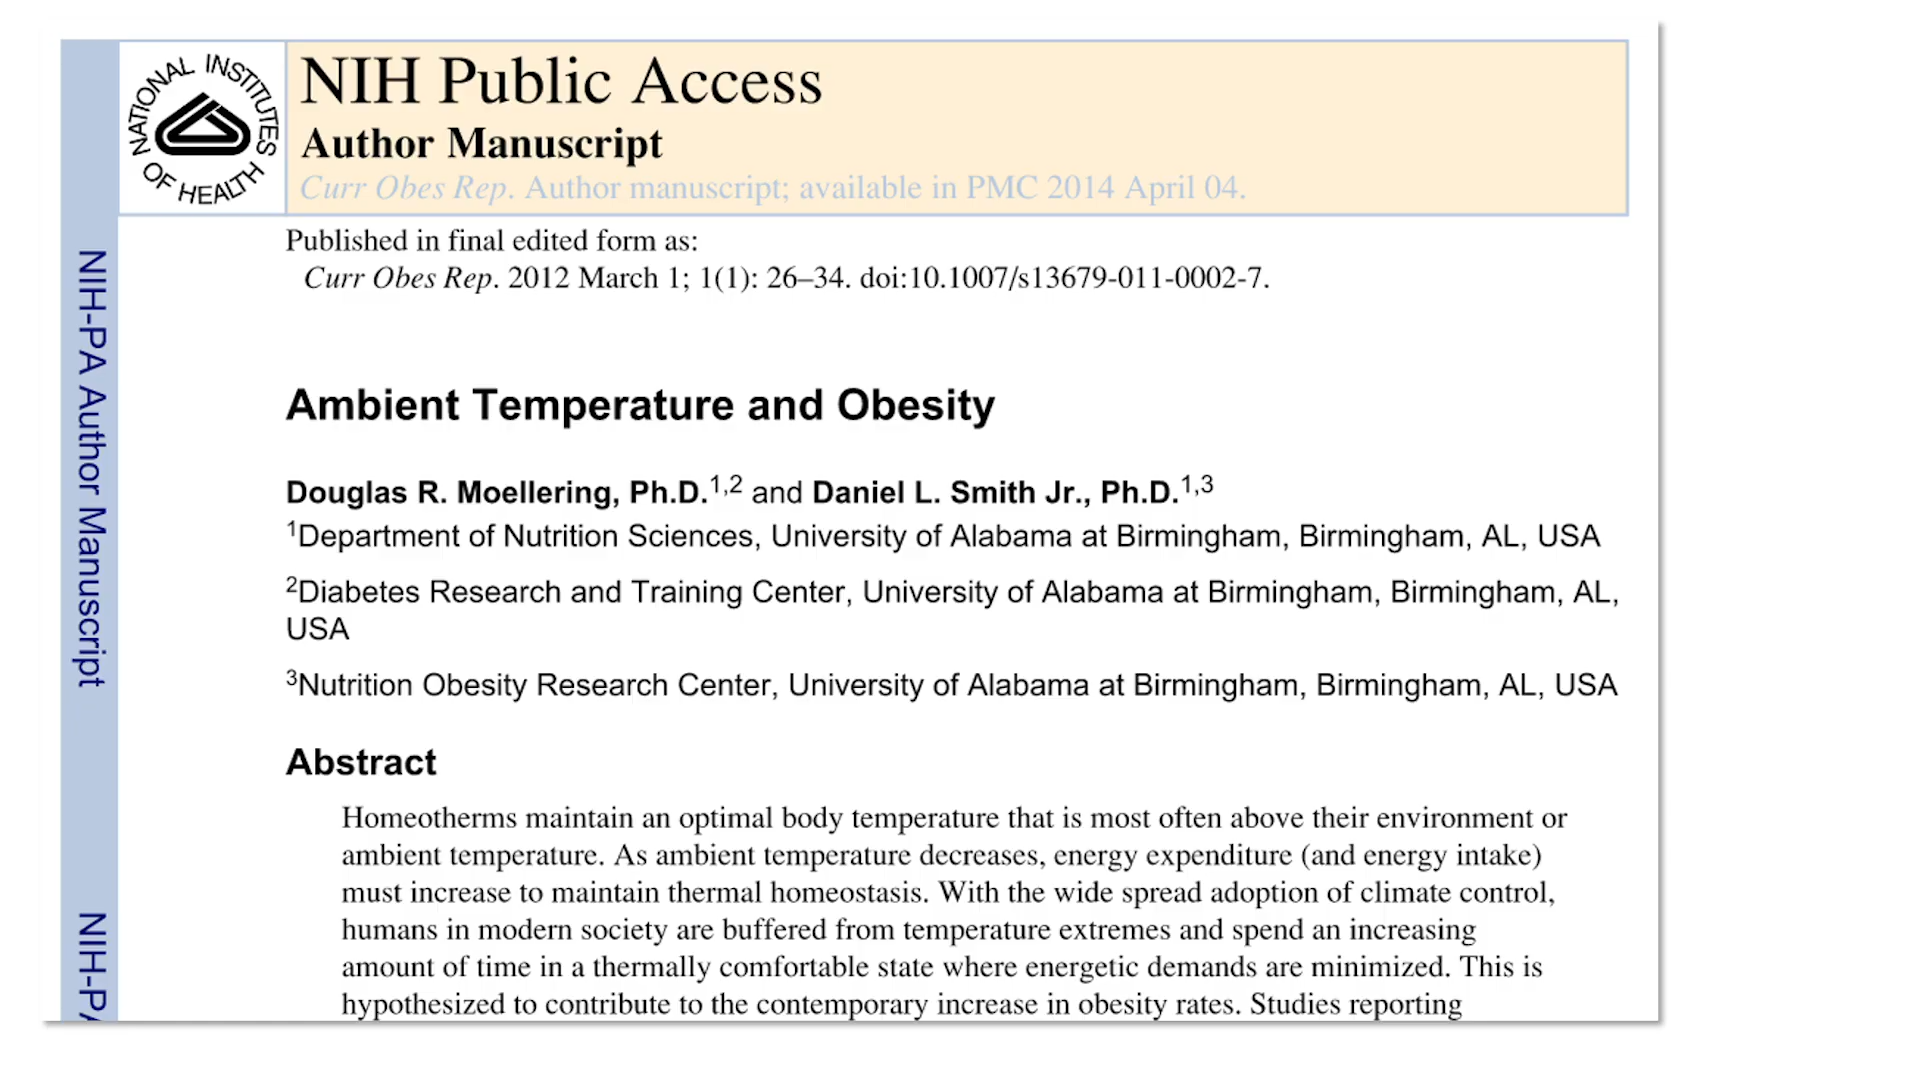 NATIONAL INSTITUTES OF HEALTH
NIH Public Access
Author Manuscript
Curr Obes Rep. Author manuscript; available in PMC 2014 April 04.
Published in final edited form as:
Curr Obes Rep. 2012 March 1; 1(1): 26–34. doi:10.1007/s13679-011-0002-7.
Ambient Temperature and Obesity
Douglas R. Moellering, Ph.D.1,2 and Daniel L. Smith Jr., Ph.D.1,3
1Department of Nutrition Sciences, University of Alabama at Birmingham, Birmingham, AL, USA
2Diabetes Research and Training Center, University of Alabama at Birmingham, Birmingham, AL,
USA
3Nutrition Obesity Research Center, University of Alabama at Birmingham, Birmingham, AL, USA
Abstract
Homeotherms maintain an optimal body temperature that is most often above their environment or
ambient temperature. As ambient temperature decreases, energy expenditure (and energy intake)
must increase to maintain thermal homeostasis. With the wide spread adoption of climate control,
humans in modern society are buffered from temperature extremes and spend an increasing
amount of time in a thermally comfortable state where energetic demands are minimized. This is
hypothesized to contribute to the contemporary increase in obesity rates. Studies reporting
NIH-PA Author Manuscript
NIH-PA